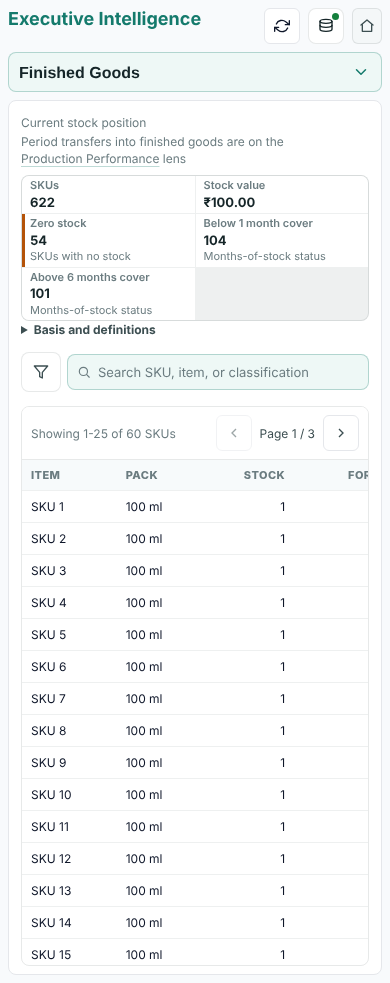 Executive Intelligence
Finished Goods
Current stock position
Period transfers into finished goods are on the
Production Performance lens
SKUs
622
Stock value
₹100.00
Zero stock
54
SKUs with no stock
Below 1 month cover
104
Months-of-stock status
Above 6 months cover
101
Months-of-stock status
Basis and definitions
Search SKU, item, or classification
Showing 1-25 of 60 SKUs
Page 1 / 3
ITEM PACK STOCK FOR
SKU 1 100 ml 1
SKU 2 100 ml 1
SKU 3 100 ml 1
SKU 4 100 ml 1
SKU 5 100 ml 1
SKU 6 100 ml 1
SKU 7 100 ml 1
SKU 8 100 ml 1
SKU 9 100 ml 1
SKU 10 100 ml 1
SKU 11 100 ml 1
SKU 12 100 ml 1
SKU 13 100 ml 1
SKU 14 100 ml 1
SKU 15 100 ml 1